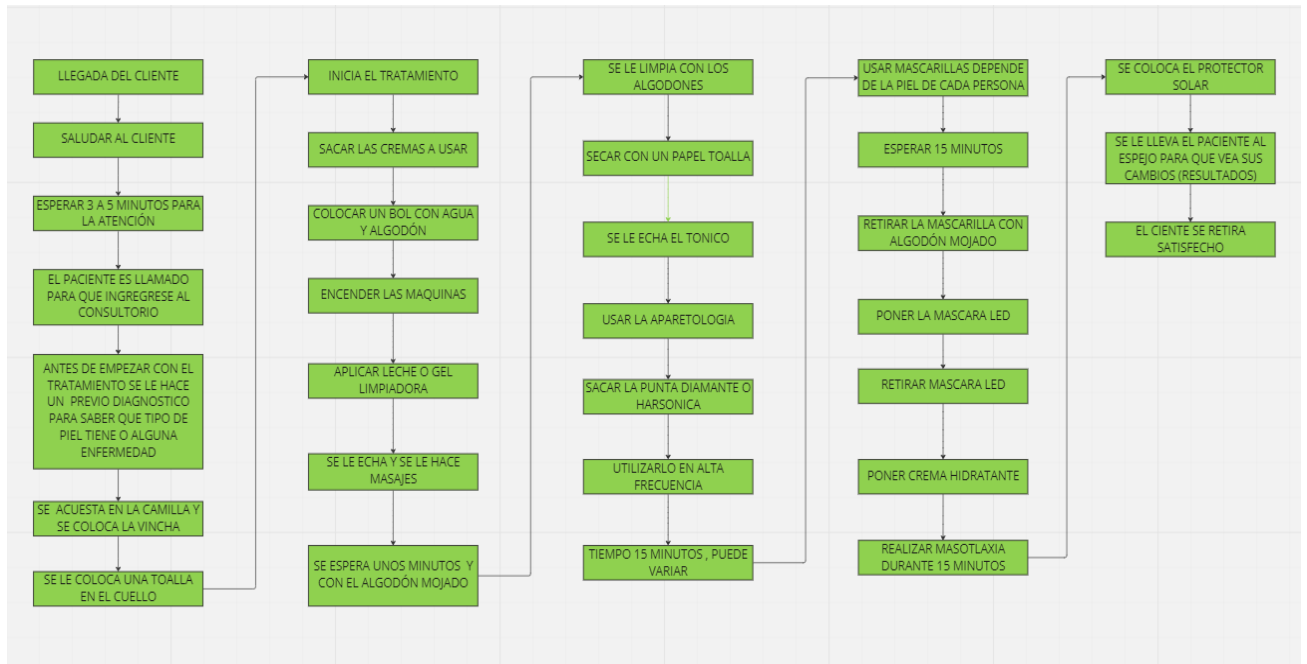 LLEGADA DEL CLIENTE
SALUDAR AL CLIENTE
ESPERAR 3 A 5 MINUTOS PARA
LA ATENCIÓN
EL PACIENTE ES LLAMADO
PARA QUE INGREGRESE AL
CONSULTORIO
ANTES DE EMPEZAR CON EL
TRATAMIENTO SE LE HACE
UN PREVIO DIAGNOSTICO
PARA SABER QUE TIPO DE
PIEL TIENE O ALGUNA
ENFERMEDAD
SE ACUESTA EN LA CAMILLA Y
SE COLOCA LA VINCHA
SE LE COLOCA UNA TOALLA
EN EL CUELLO
INICIA EL TRATAMIENTO
SACAR LAS CREMAS A USAR
COLOCAR UN BOL CON AGUA
Y ALGODÓN
ENCENDER LAS MAQUINAS
APLICAR LECHE O GEL
LIMPIADORA
SE LE ECHA Y SE LE HACE
MASAJES
SE ESPERA UNOS MINUTOS Y
CON EL ALGODÓN MOJADO
SE LE LIMPIA CON LOS
ALGODONES
SECAR CON UN PAPEL TOALLA
SE LE ECHA EL TONICO
USAR LA APARETOLOGIA
SACAR LA PUNTA DIAMANTE O
HARSONICA
UTILIZARLO EN ALTA
FRECUENCIA
TIEMPO 15 MINUTOS , PUEDE
VARIAR
USAR MASCARILLAS DEPENDE
DE LA PIEL DE CADA PERSONA
ESPERAR 15 MINUTOS
RETIRAR LA MASCARILLA CON
ALGODÓN MOJADO
PONER LA MASCARA LED
RETIRAR MASCARA LED
PONER CREMA HIDRATANTE
REALIZAR MASOTLAXIA
DURANTE 15 MINUTOS
SE COLOCA EL PROTECTOR
SOLAR
SE LE LLEVA EL PACIENTE AL
ESPEJO PARA QUE VEA SUS
CAMBIOS (RESULTADOS)
EL CIENTE SE RETIRA
SATISFECHO